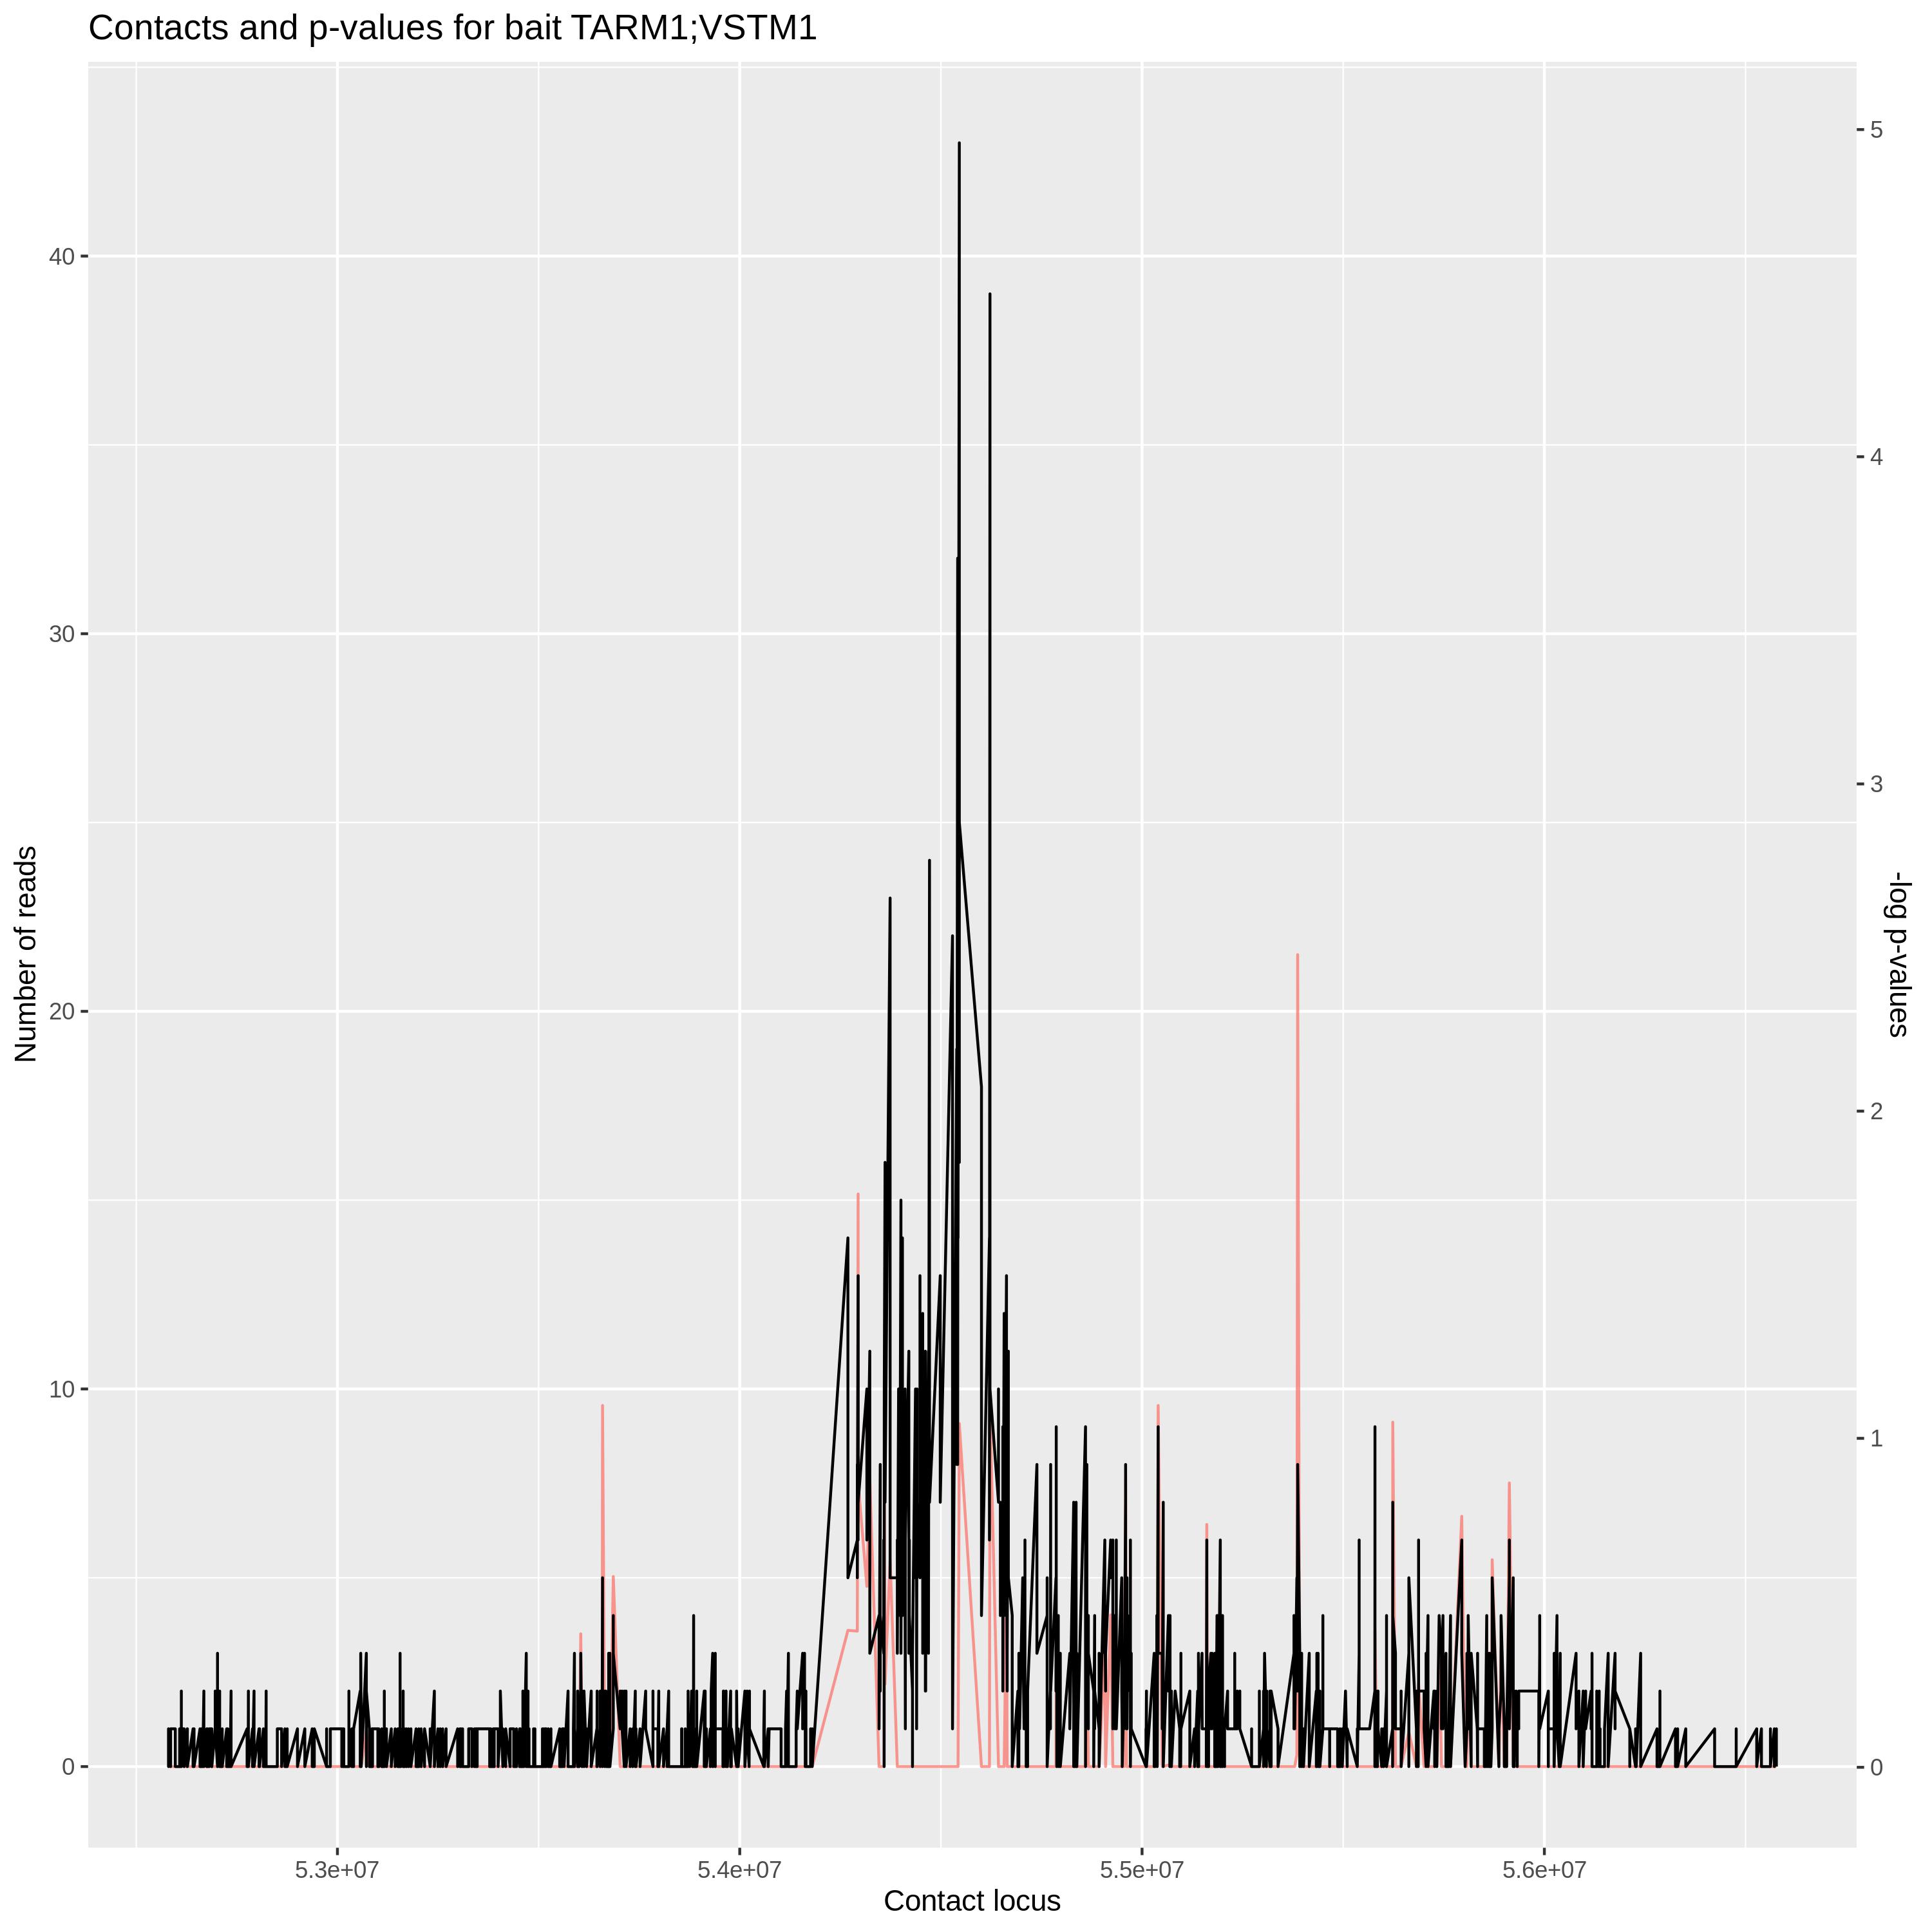 Contacts and p-values for bait TARM1;VSTM1
Number of reads
40
30
20
10
0
5
4
3
2
1
0
-log p-values
5.3e+07
5.4e+07
5.5e+07
5.6e+07
Contact locus